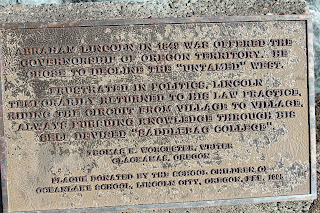 ABRAHAM LINCOLN IN 1848 WAS OFFERED THE
GOVERNORSHIP OF OREGON TERRITORY. HE
CHOSE TO DECLINE THE "UNTAMED" WEST.
FRUSTRATED IN POLITICS, LINCOLN
TEMPORARILY RETURNED TO HIS LAW PRACTICE,
RIDING THE CIRCUIT FROM VILLAGE TO VILLAGE,
ALWAYS FINDING KNOWLEDGE THROUGH HIS
SELF DEVISED "SADDLEBAG COLLEGE".
THOMAS E. WORCESTER, WRITER
CLACKAMAS, OREGON
PLAQUE DONATED BY THE SCHOOL CHILDREN OF
OCEANLAKE SCHOOL, LINCOLN CITY, OREGON, FEB.